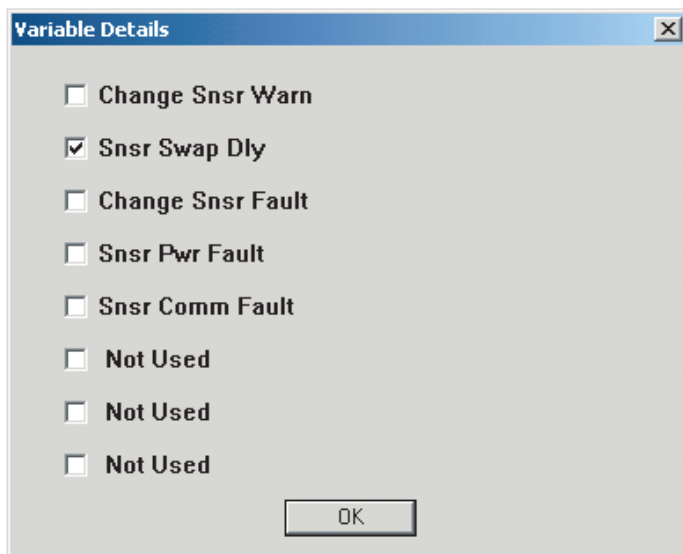 Variable Details
Change Snsr Warn
Snsr Swap Dly
Change Snsr Fault
Snsr Pwr Fault
Snsr Comm Fault
Not Used
Not Used
Not Used
OK